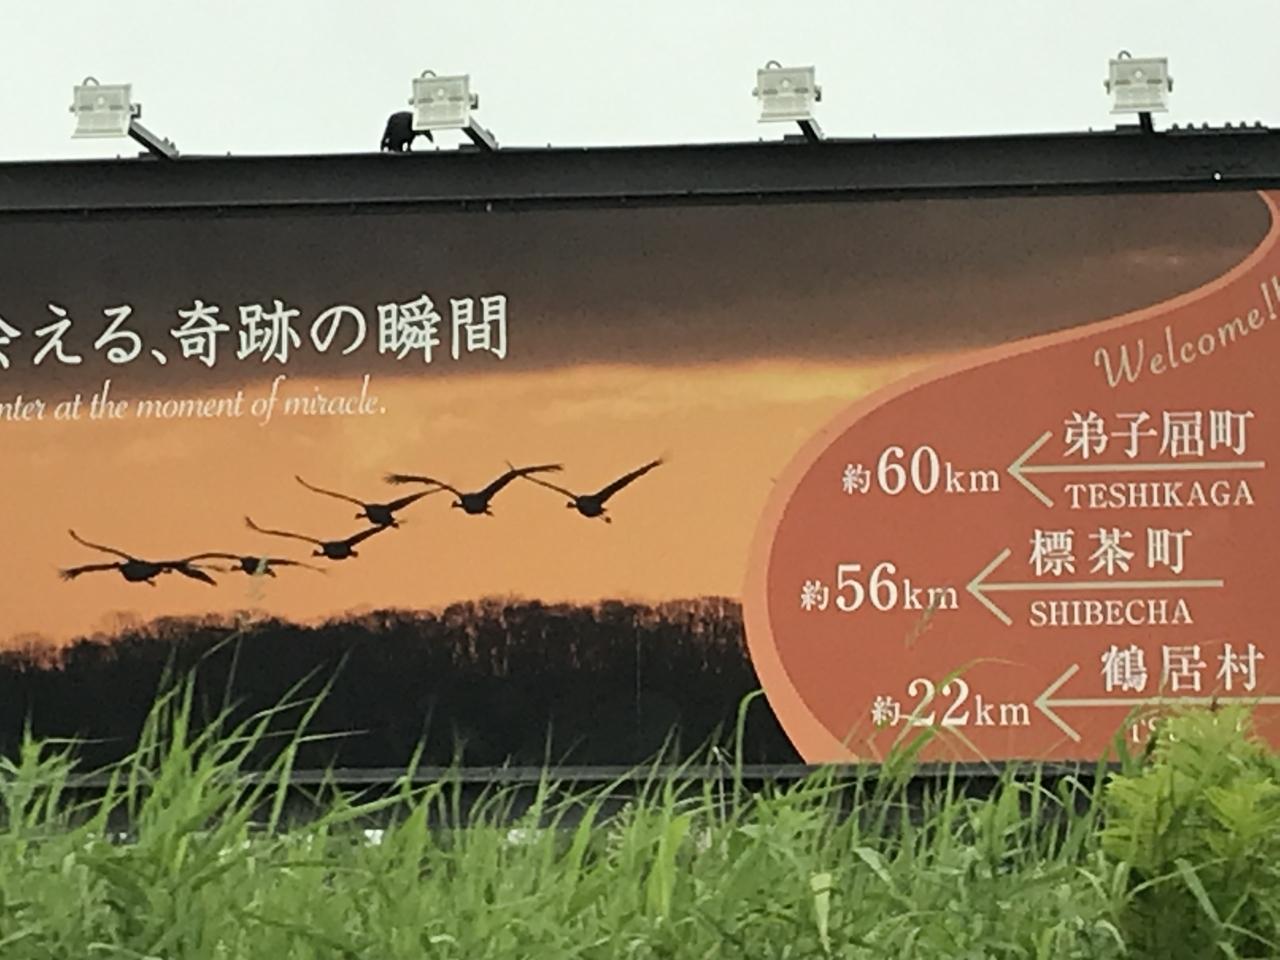 える、奇跡の瞬間
at the moment of miracle.
Welcome!!
約60km
弟子屈町
TESHIKAGA
約56km
標茶町
SHIBECHA
約22km
鶴居村